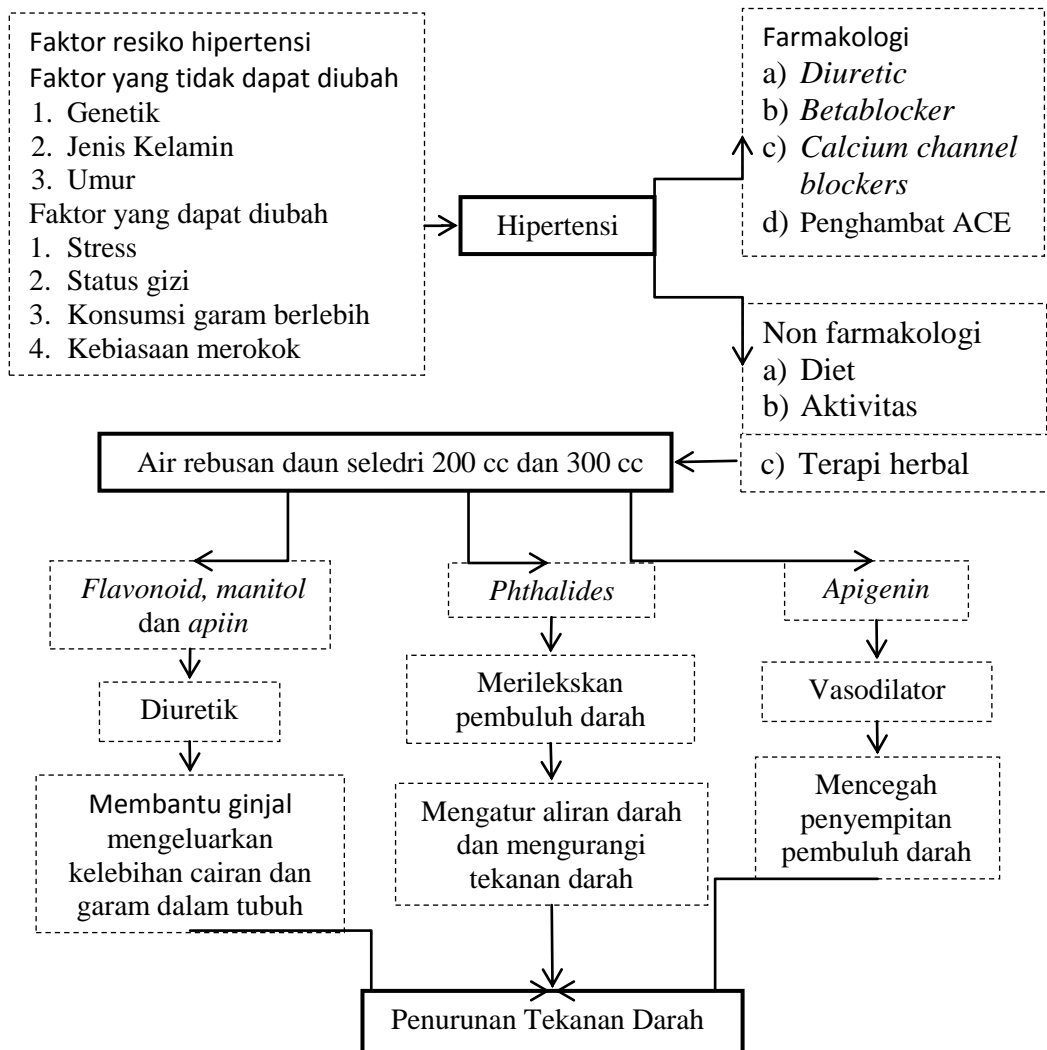 Faktor resiko hipertensi
Faktor yang tidak dapat diubah
1. Genetik
2. Jenis Kelamin
3. Umur
Faktor yang dapat diubah
1. Stress
2. Status gizi
3. Konsumsi garam berlebih
4. Kebiasaan merokok
Hipertensi
Farmakologi
a) Diuretic
b) Betablocker
c) Calcium channel
blockers
d) Penghambat ACE
Non farmakologi
a) Diet
b) Aktivitas
c) Terapi herbal
Air rebusan daun seledri 200 cc dan 300 cc
Flavonoid, manitol
dan apiin
Diuretik
Membantu ginjal
mengeluarkan
kelebihan cairan dan
garam dalam tubuh
Phthalides
Merilekskan
pembuluh darah
Mengatur aliran darah
dan mengurangi
tekanan darah
Apigenin
Vasodilator
Mencegah
penyempitan
pembuluh darah
Penurunan Tekanan Darah